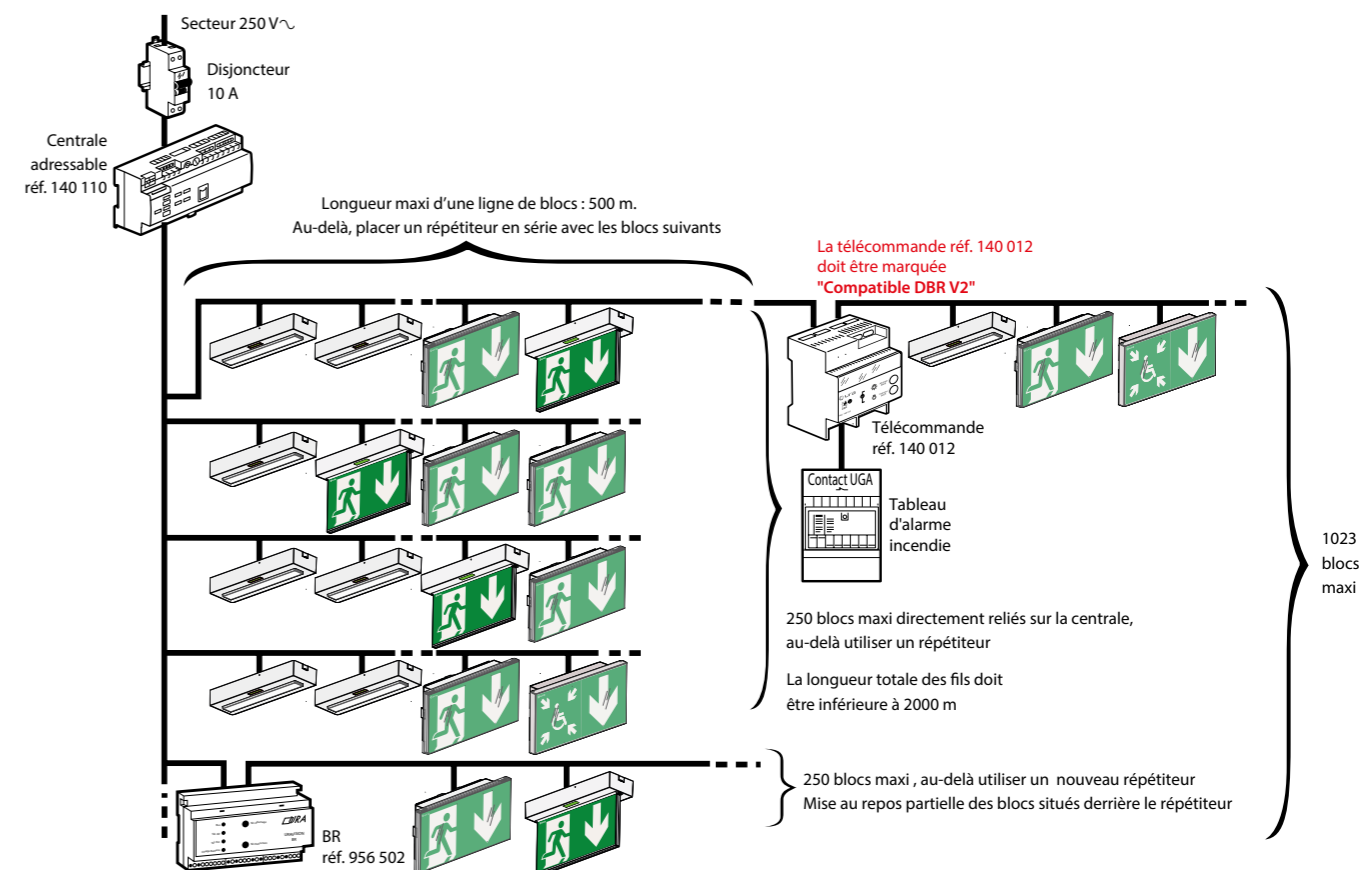 Secteur 250 V~
Disjoncteur
10 A
Centrale
adressable
réf. 140 110
Longueur maxi d'une ligne de blocs : 500 m.
Au-delà, placer un répétiteur en série avec les blocs suivants
La télécommande réf. 140 012
doit être marquée
"Compatible DBR V2"
Télécommande
réf. 140 012
Contact UGA
Tableau
d'alarme
incendie
1023
blocs
maxi
250 blocs maxi directement reliés sur la centrale,
au-delà utiliser un répétiteur
La longueur totale des fils doit
être inférieure à 2000 m
250 blocs maxi , au-delà utiliser un nouveau répétiteur
Mise au repos partielle des blocs situés derrière le répétiteur
URA
BR
réf. 956 502